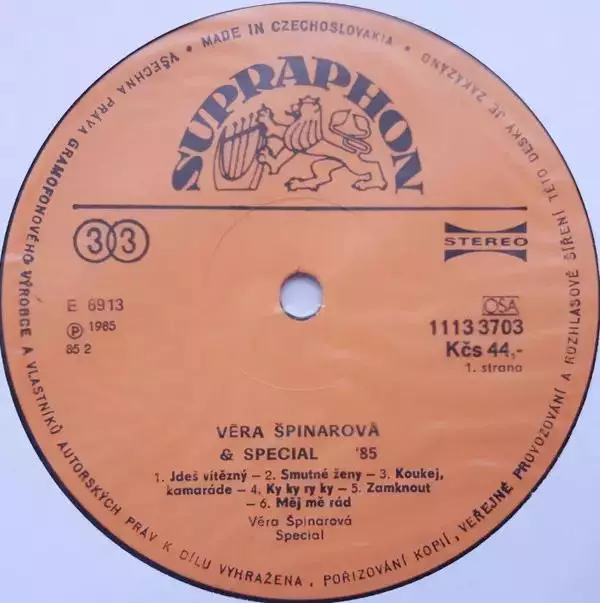 VŠECHNA PRÁVA GRAMOFONOVÉHO VÝROBCE A VLASTNÍKŮ AUTORSKÝCH PRÁV K DÍLU VYHRAŽENA, POŘIZOVÁNÍ KOPIÍ, VEŘEJNÉ PROVOZOVÁNÍ A ROZHLASOVÉ ŠÍŘENÍ TÉTO DESKY JE ZAKÁZÁNO
• MADE IN CZECHOSLOVAKIA •
SUPRAPHON
33
STEREO
E 6913
℗ 1985
85 2
OSA
1113 3703
Kčs 44,-
1. strana
VĚRA ŠPINAROVÁ
& SPECIAL '85
1. Jdeš vítězný – 2. Smutné ženy – 3. Koukej,
kamaráde – 4. Ky ky ry ky – 5. Zamknout
– 6. Měj mě rád
Věra Špinarová
Special